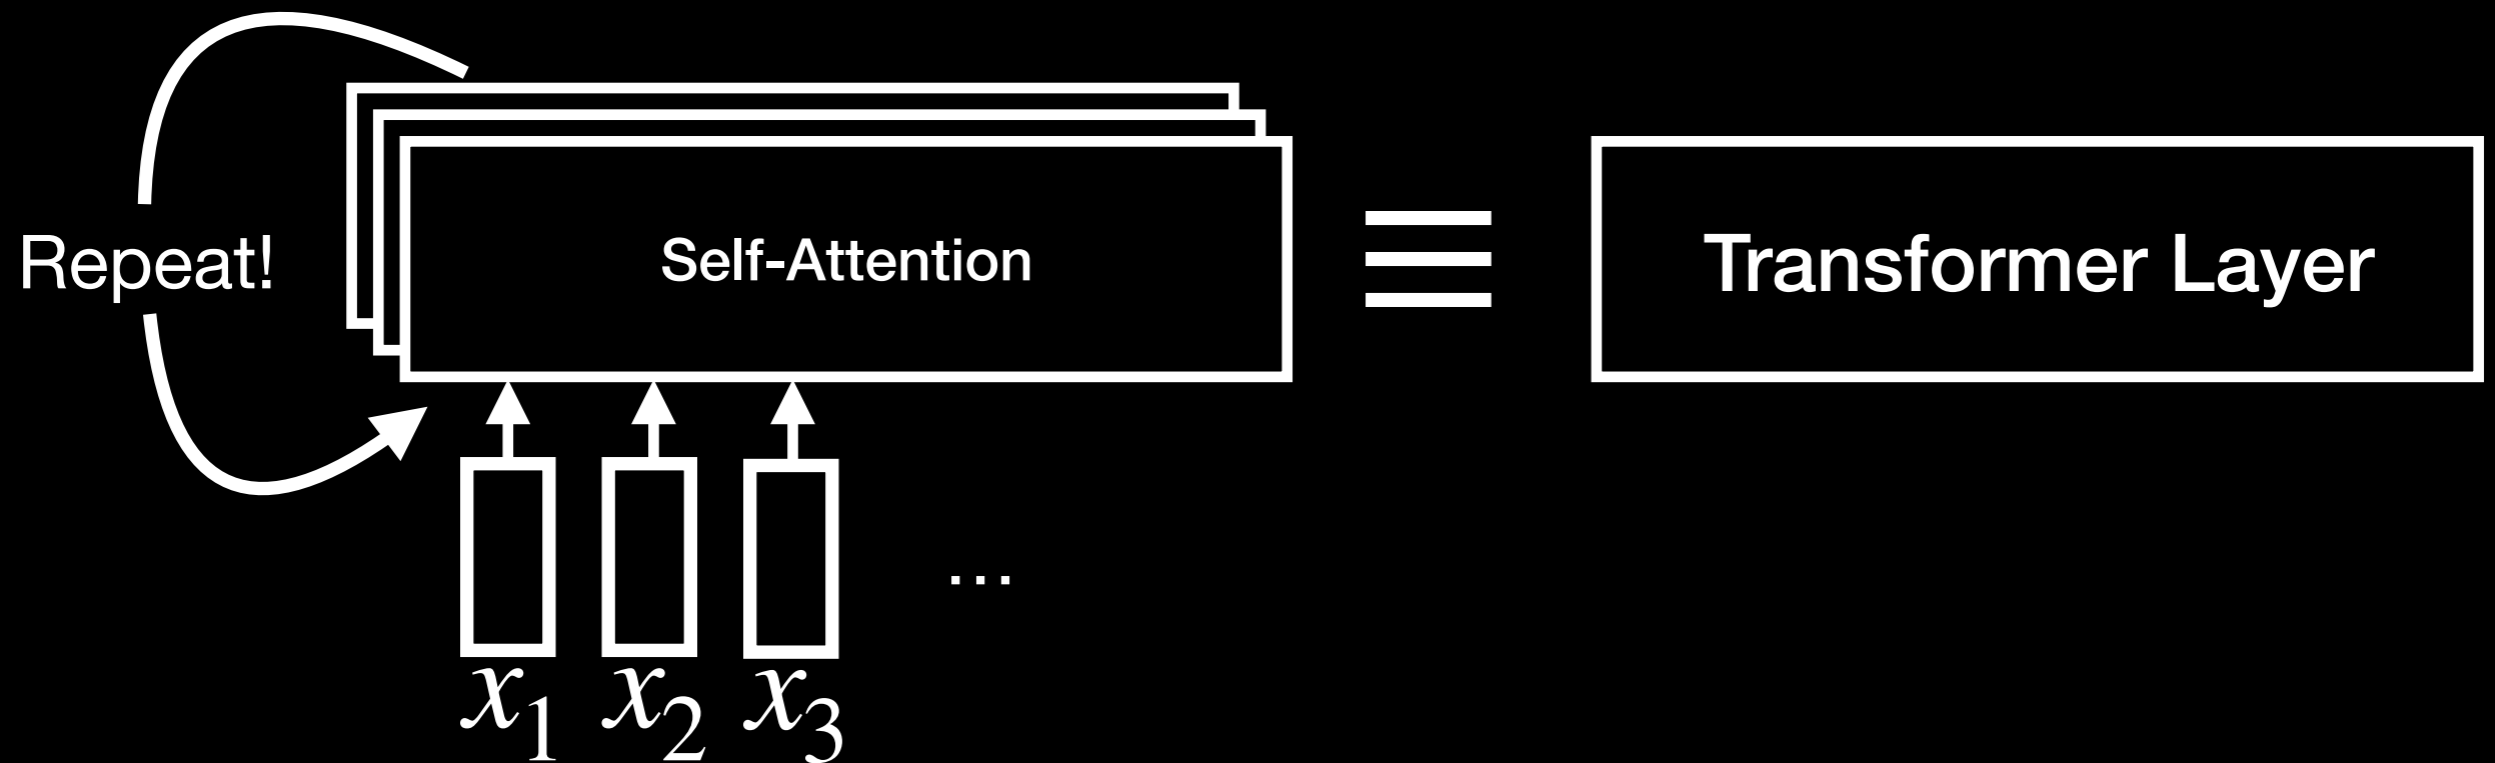 Repeat!
Self-Attention
≡
Transformer Layer
...
x₁ x₂ x₃